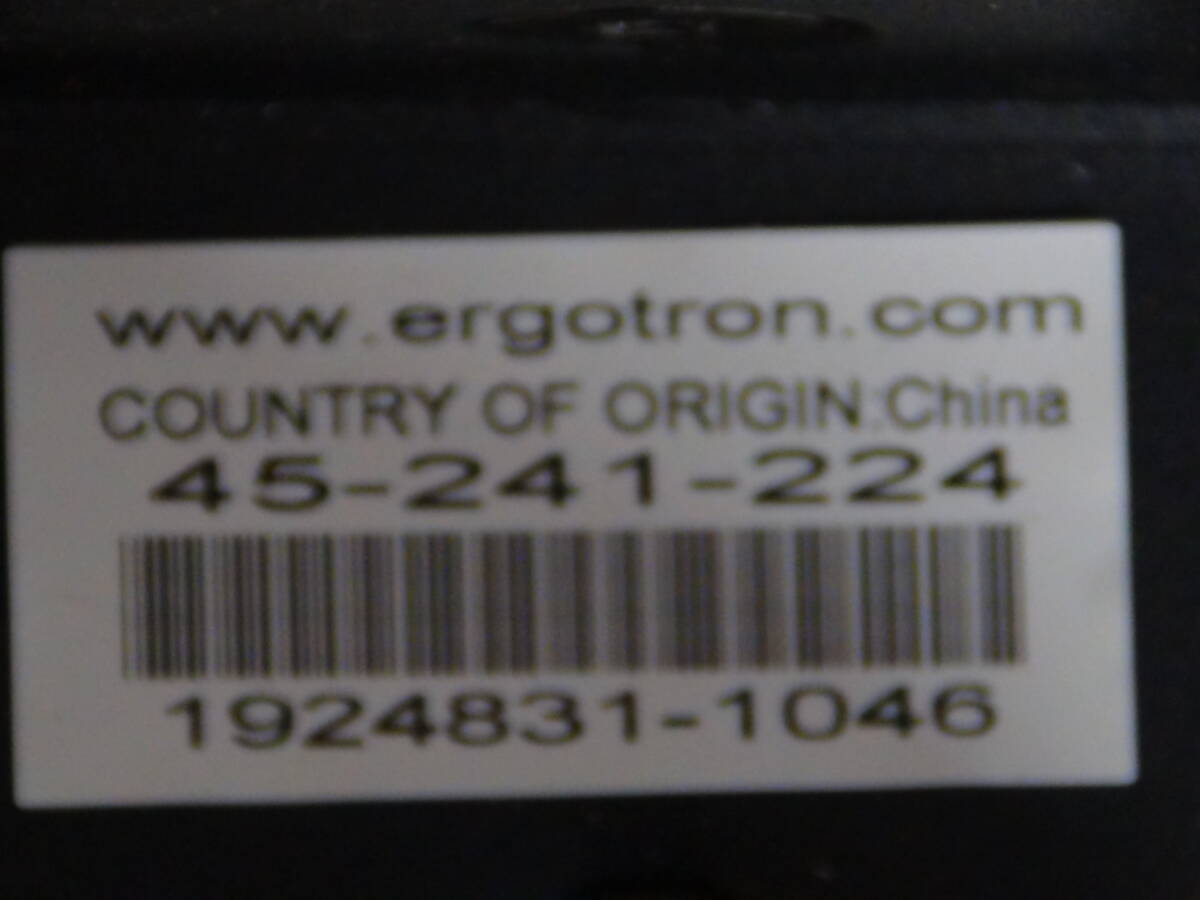 www.ergotron.com
COUNTRY OF ORIGIN:China
45-241-224
1924831-1046